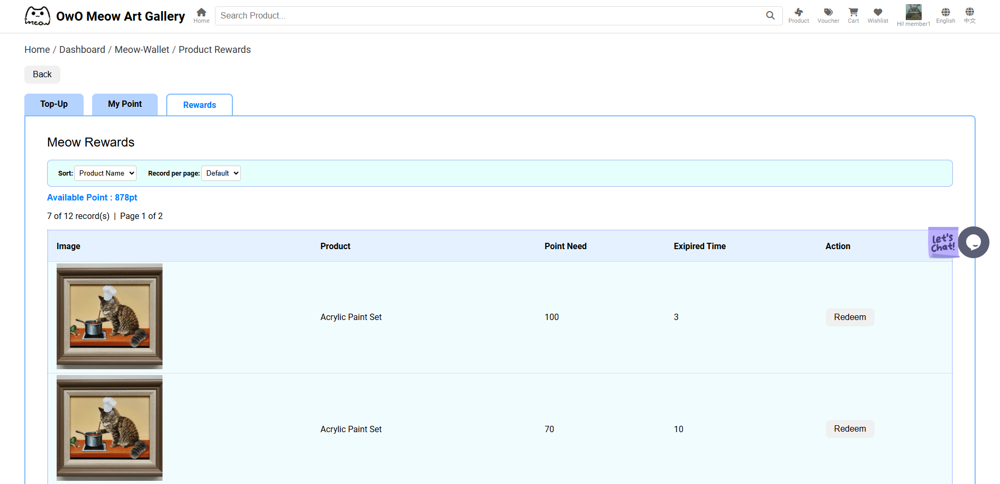 meow
OwO Meow Art Gallery
Home
Search Product...
Product
Voucher
Cart
Wishlist
Hi! member1
English
中文
Home / Dashboard / Meow-Wallet / Product Rewards
Back
Top-Up
My Point
Rewards
Meow Rewards
Sort: Product Name
Record per page: Default
Available Point : 878pt
7 of 12 record(s) | Page 1 of 2
Image Product Point Need Exipired Time Action
let's
Chat!
Acrylic Paint Set 100 3 Redeem
Acrylic Paint Set 70 10 Redeem